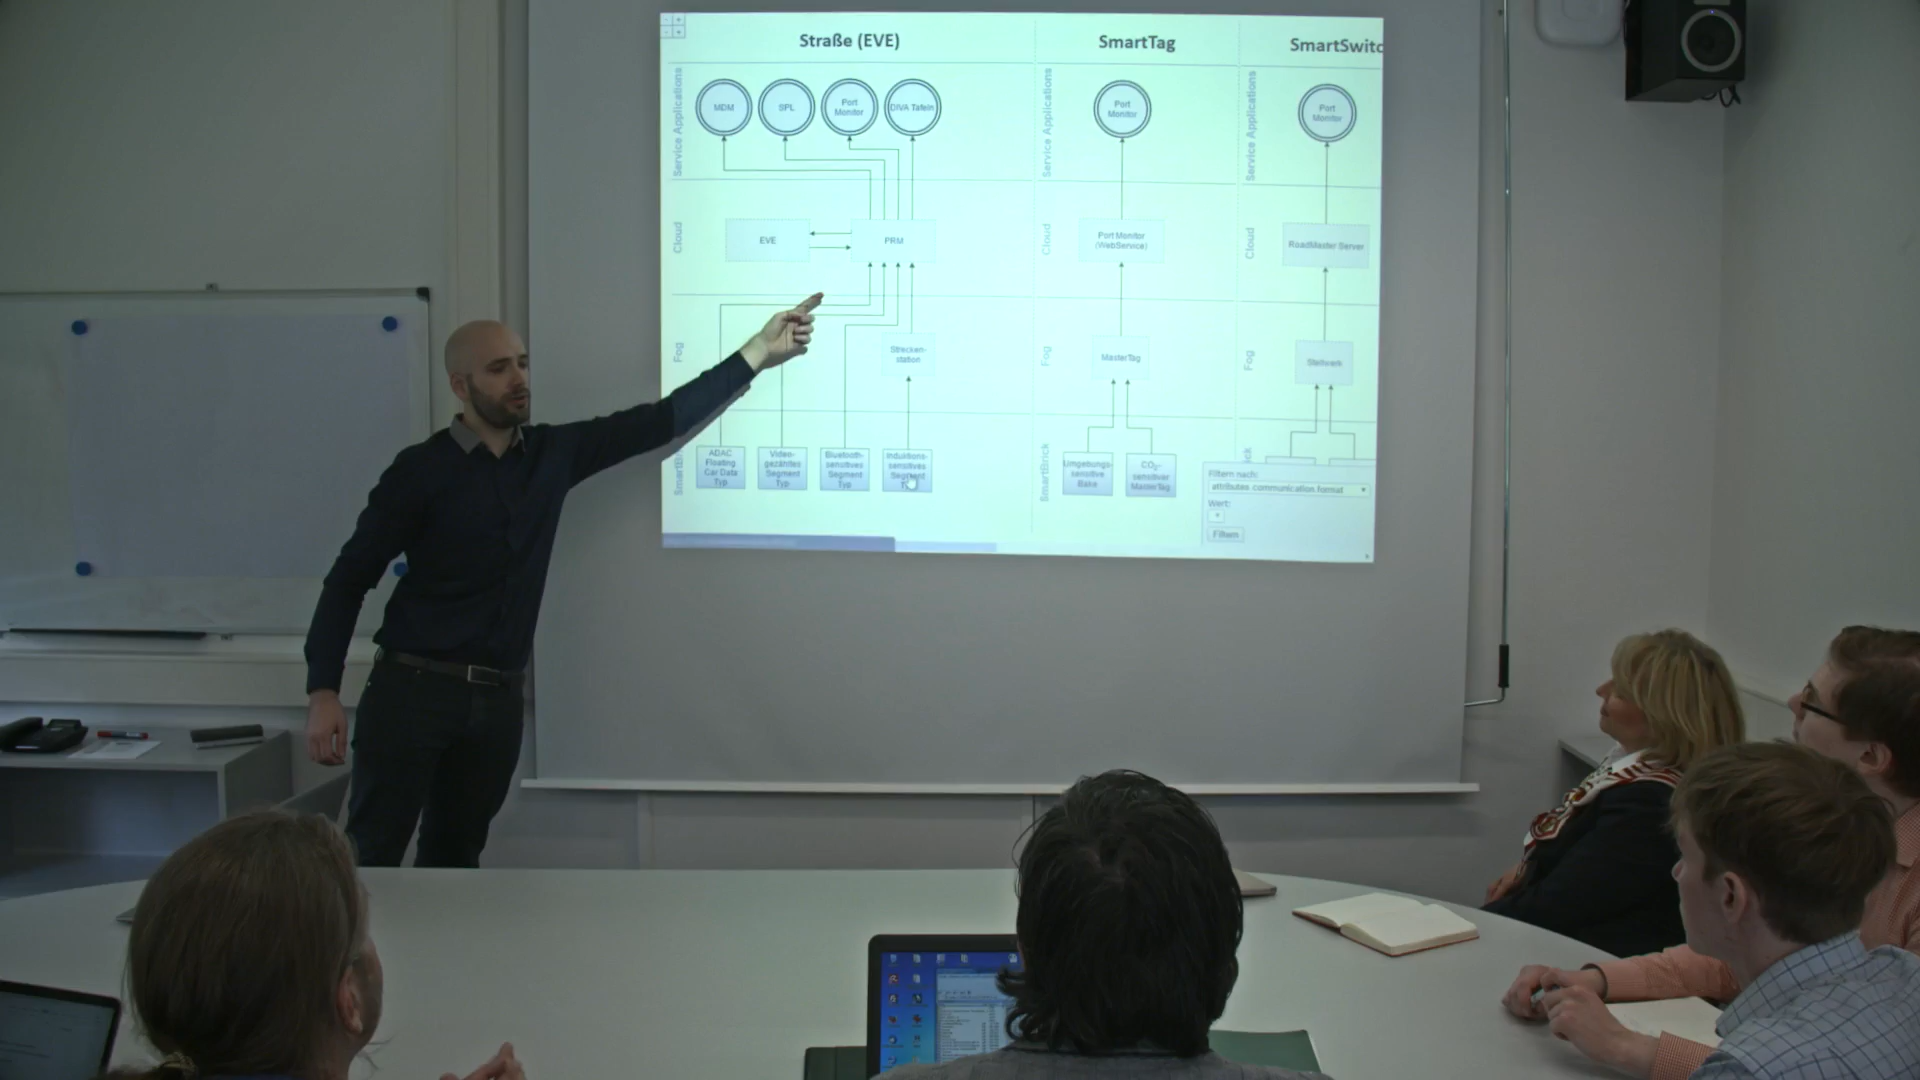 Straße (EVE)
SmartTag
SmartSwitc
Service Applications
MDM
SPL
Port
Monitor
DIVA Tafeln
Service Applications
Port
Monitor
Service Applications
Port
Monitor
Cloud
EVE
PRM
Cloud
Port Monitor
(WebService)
Cloud
RoadMaster Server
Fog
Strecken-
station
Fog
MasterTag
Fog
Stellwerk
SmartBri
ADAC
Floating
Car Data
Typ
Video-
gezähltes
Segment
Typ
Bluetooth-
sensitives
Segment
Typ
Induktions-
sensitives
Segment
SmartBrick
Umgebungs-
sensitive
Bake
CO₂-
sensitiver
MasterTag
ick
Filtern nach:
attributes.communication.format
Wert:
Filtern